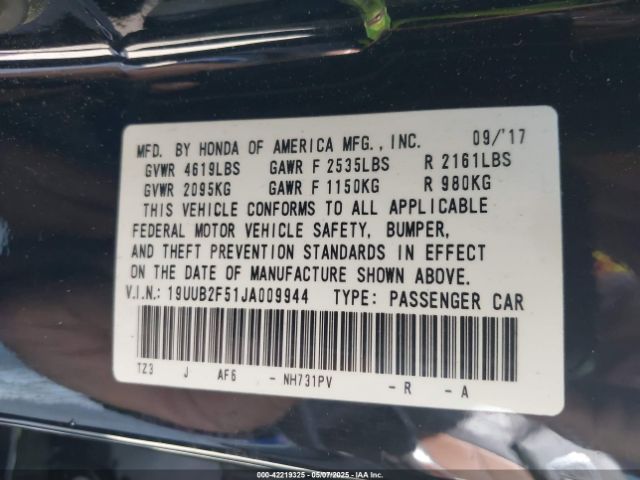 MFD. BY HONDA OF AMERICA MFG., INC. 09/'17
GVWR 4619LBS GAWR F 2535LBS R 2161LBS
GVWR 2095KG GAWR F 1150KG R 980KG
THIS VEHICLE CONFORMS TO ALL APPLICABLE
FEDERAL MOTOR VEHICLE SAFETY, BUMPER,
AND THEFT PREVENTION STANDARDS IN EFFECT
ON THE DATE OF MANUFACTURE SHOWN ABOVE.
V.I.N.: 19UUB2F51JA009944 TYPE: PASSENGER CAR
TZ3 J AF6 - NH731PV - R - A
000-42219325 - 05/07/2025 - IAA Inc. All Rights Reserved